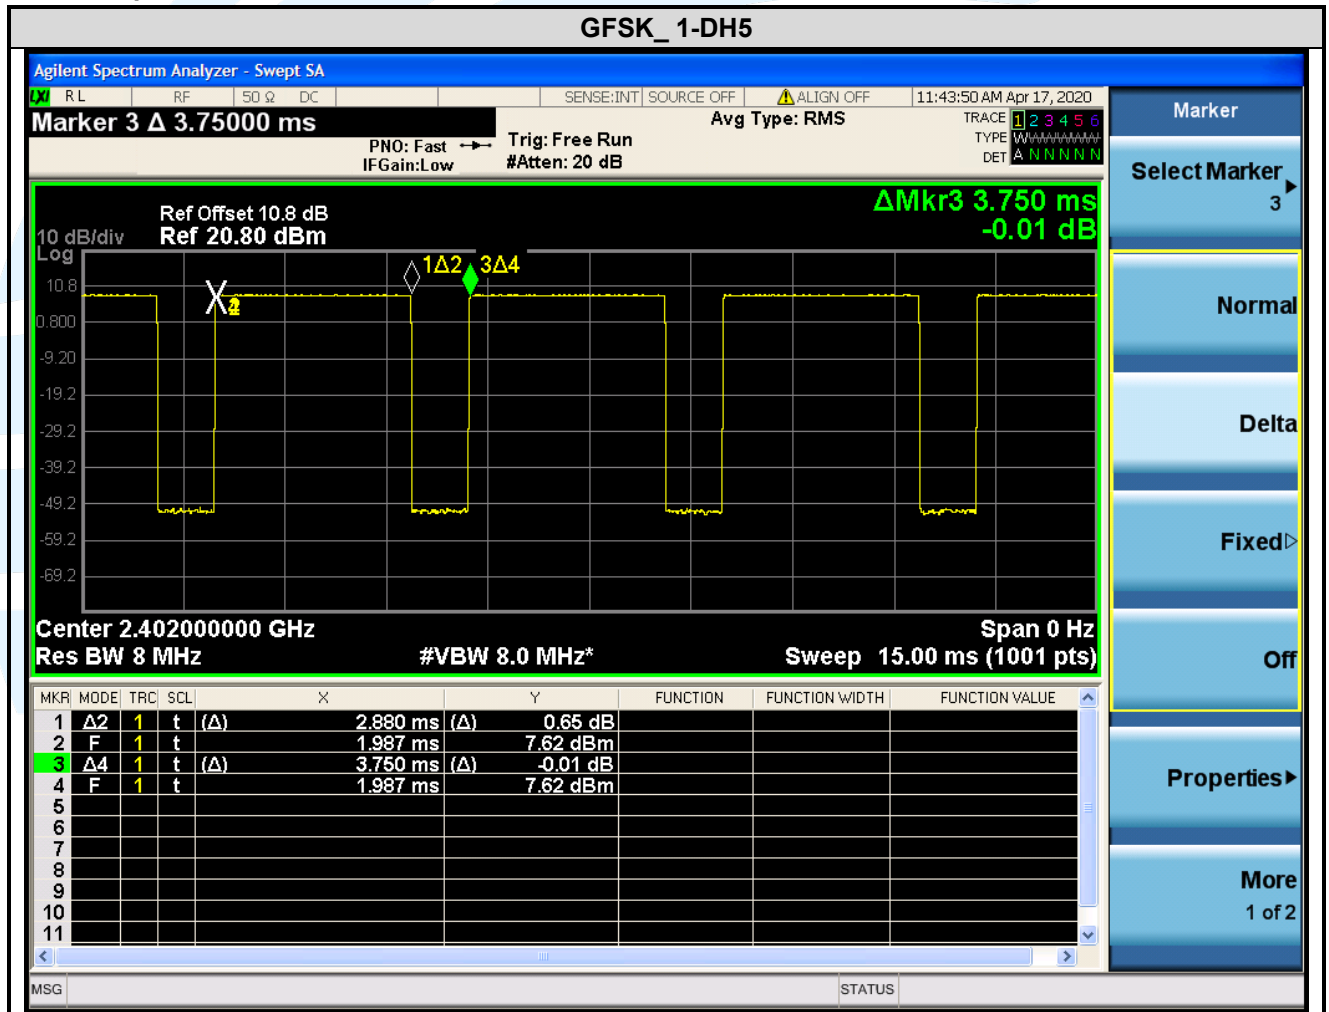 GFSK_ 1-DH5
Agilent Spectrum Analyzer - Swept SA
LXI RL RF 50 Ω DC SENSE:INT SOURCE OFF ⚠ ALIGN OFF 11:43:50 AM Apr 17, 2020
Marker 3 Δ 3.75000 ms
PNO: Fast
IFGain:Low
Trig: Free Run
#Atten: 20 dB
Avg Type: RMS
TRACE 1 2 3 4 5 6
TYPE WWWWWW
DET A N N N N N
ΔMkr3 3.750 ms
-0.01 dB
Ref Offset 10.8 dB
10 dB/div Ref 20.80 dBm
Log
1Δ2 3Δ4
10.8
0.800
-9.20
-19.2
-29.2
-39.2
-49.2
-59.2
-69.2
Center 2.402000000 GHz Span 0 Hz
Res BW 8 MHz #VBW 8.0 MHz* Sweep 15.00 ms (1001 pts)
MKR MODE TRC SCL X Y FUNCTION FUNCTION WIDTH FUNCTION VALUE
1 Δ2 1 t (Δ) 2.880 ms (Δ) 0.65 dB
2 F 1 t 1.987 ms 7.62 dBm
3 Δ4 1 t (Δ) 3.750 ms (Δ) -0.01 dB
4 F 1 t 1.987 ms 7.62 dBm
5
6
7
8
9
10
11
MSG STATUS
Marker
Select Marker
3
Normal
Delta
Fixed
Off
Properties
More
1 of 2